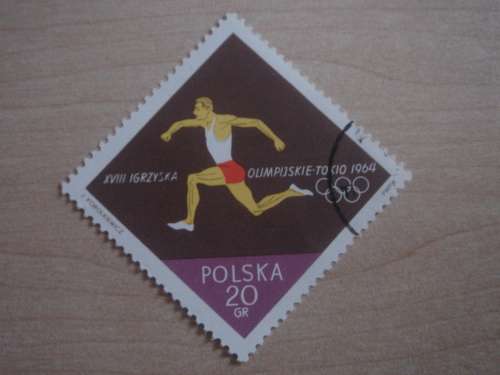 XVIII IGRZYSKA OLIMPIJSKIE-TOKIO 1964
POLSKA
20
GR